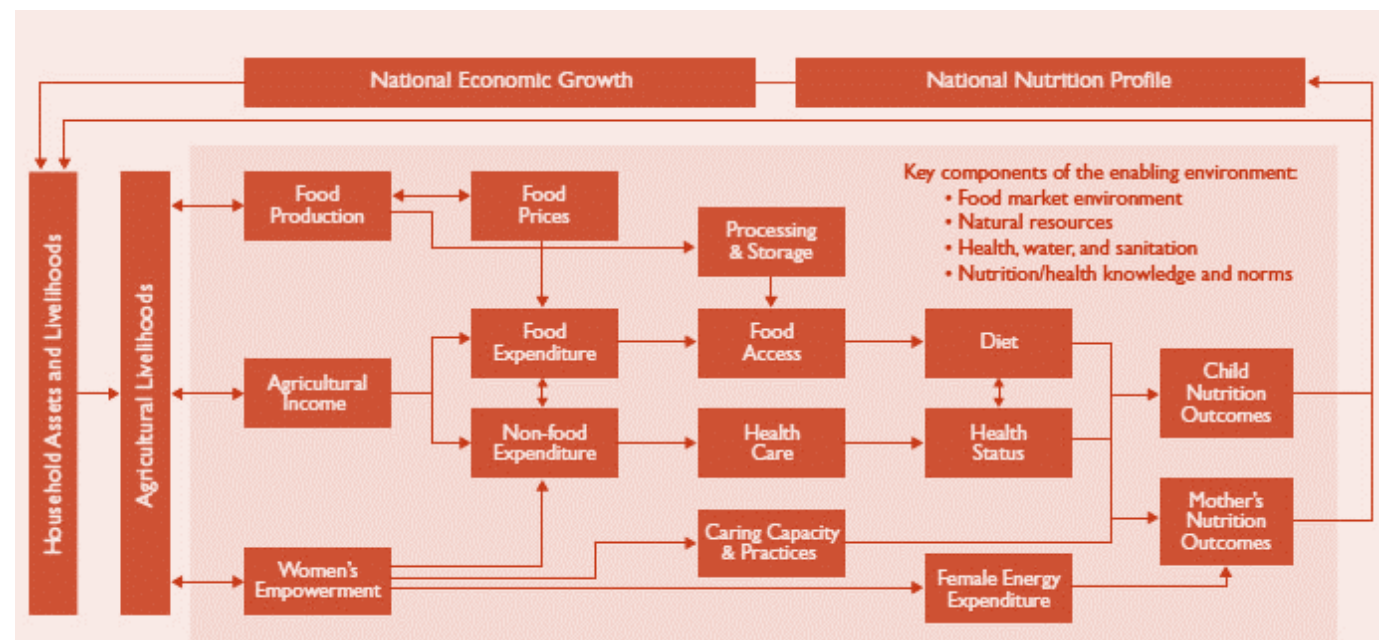 National Economic Growth
National Nutrition Profile
Household Assets and Livelihoods
Agricultural Livelihoods
Food
Production
Food
Prices
Processing
& Storage
Key components of the enabling environment:
• Food market environment
• Natural resources
• Health, water, and sanitation
• Nutrition/health knowledge and norms
Food
Expenditure
Food
Access
Diet
Agricultural
Income
Child
Nutrition
Outcomes
Non-food
Expenditure
Health
Care
Health
Status
Mother's
Nutrition
Outcomes
Caring Capacity
& Practices
Women's
Empowerment
Female Energy
Expenditure